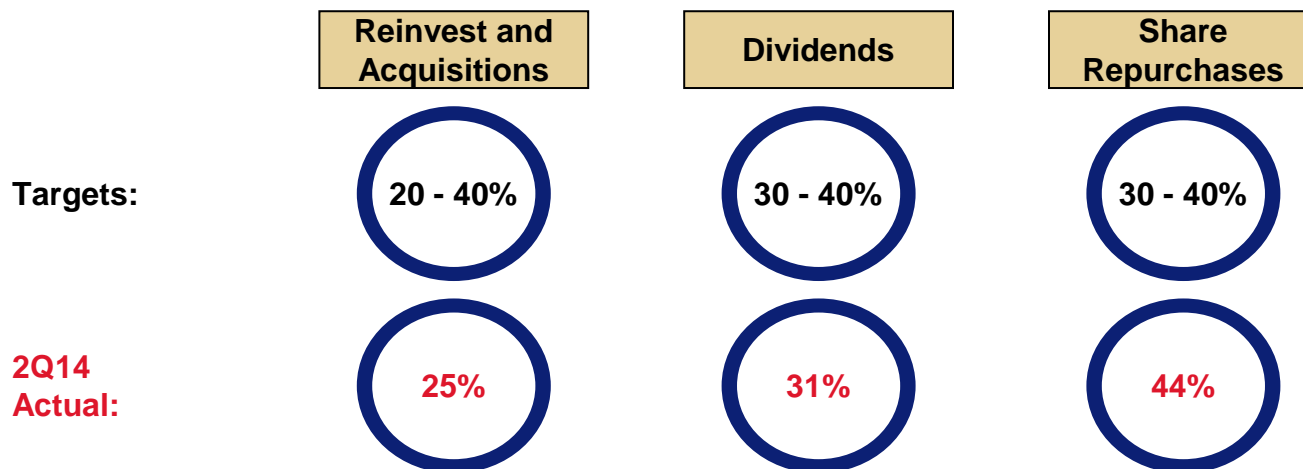 Reinvest and
Acquisitions
Dividends
Share
Repurchases
Targets:
20 - 40%
30 - 40%
30 - 40%
2Q14
Actual:
25%
31%
44%